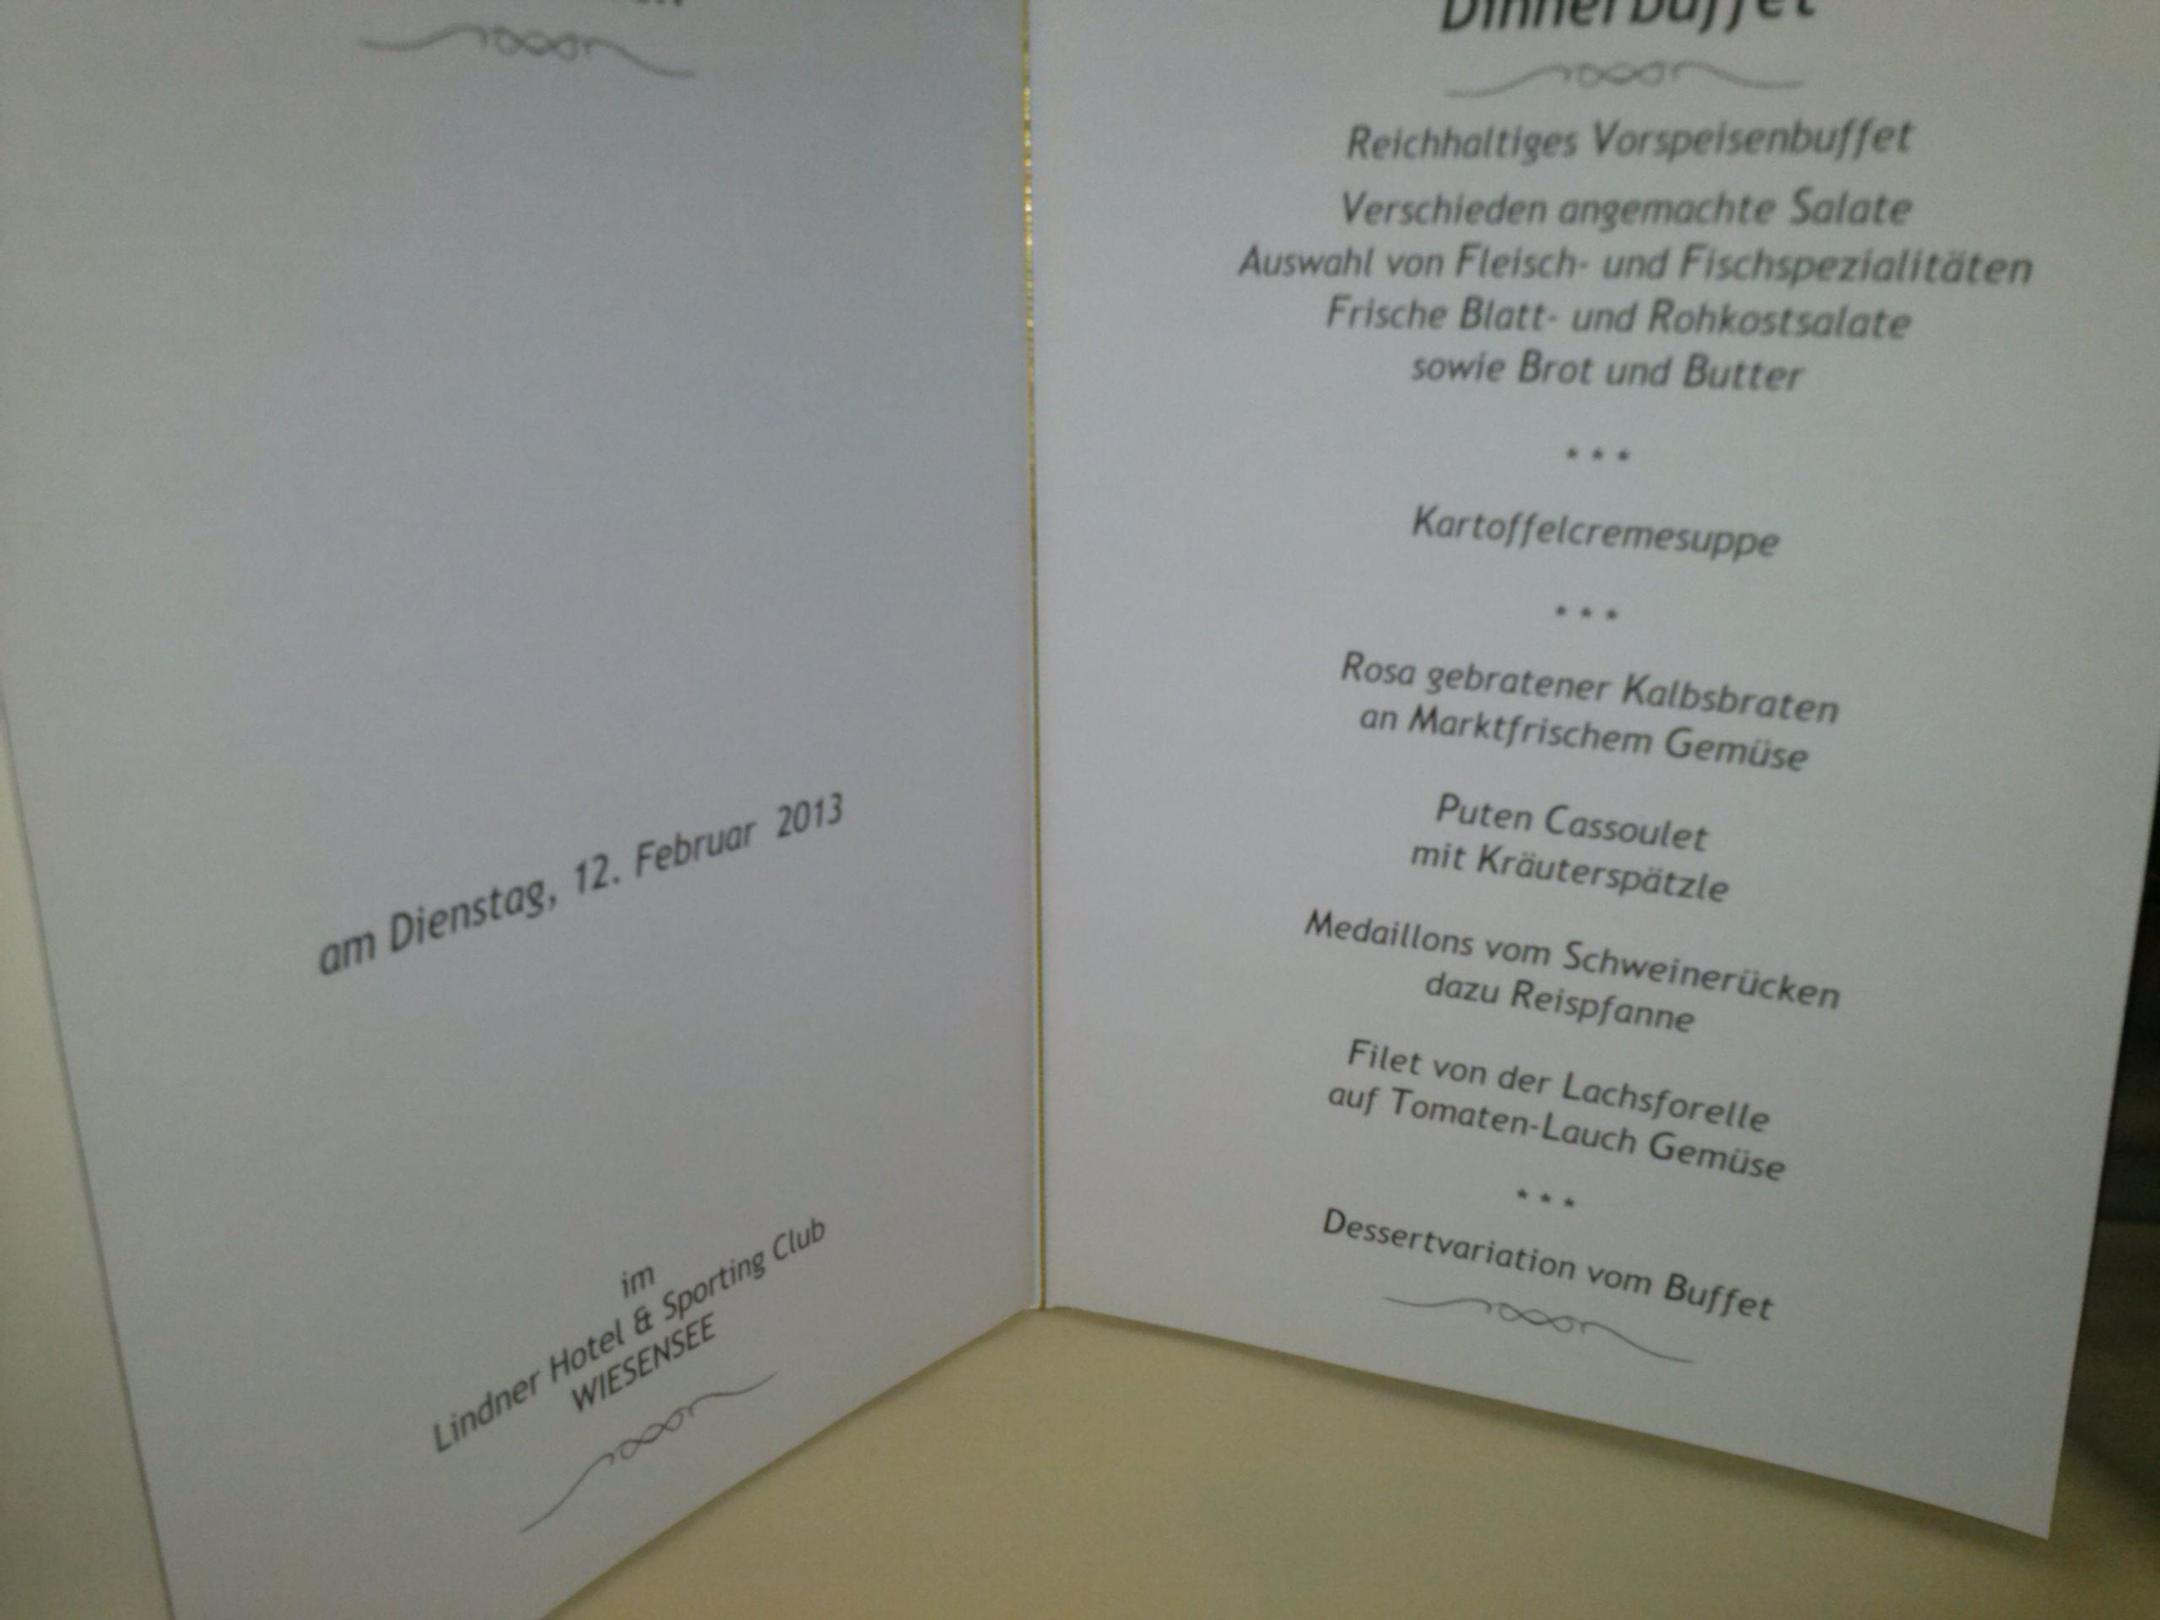 am Dienstag, 12. Februar 2013
im
Lindner Hotel & Sporting Club
WIESENSEE
Dinnerbuffet
Reichhaltiges Vorspeisenbuffet
Verschieden angemachte Salate
Auswahl von Fleisch- und Fischspezialitäten
Frische Blatt- und Rohkostsalate
sowie Brot und Butter
* * *
Kartoffelcremesuppe
* * *
Rosa gebratener Kalbsbraten
an Marktfrischem Gemüse
Puten Cassoulet
mit Kräuterspätzle
Medaillons vom Schweinerücken
dazu Reispfanne
Filet von der Lachsforelle
auf Tomaten-Lauch Gemüse
* * *
Dessertvariation vom Buffet